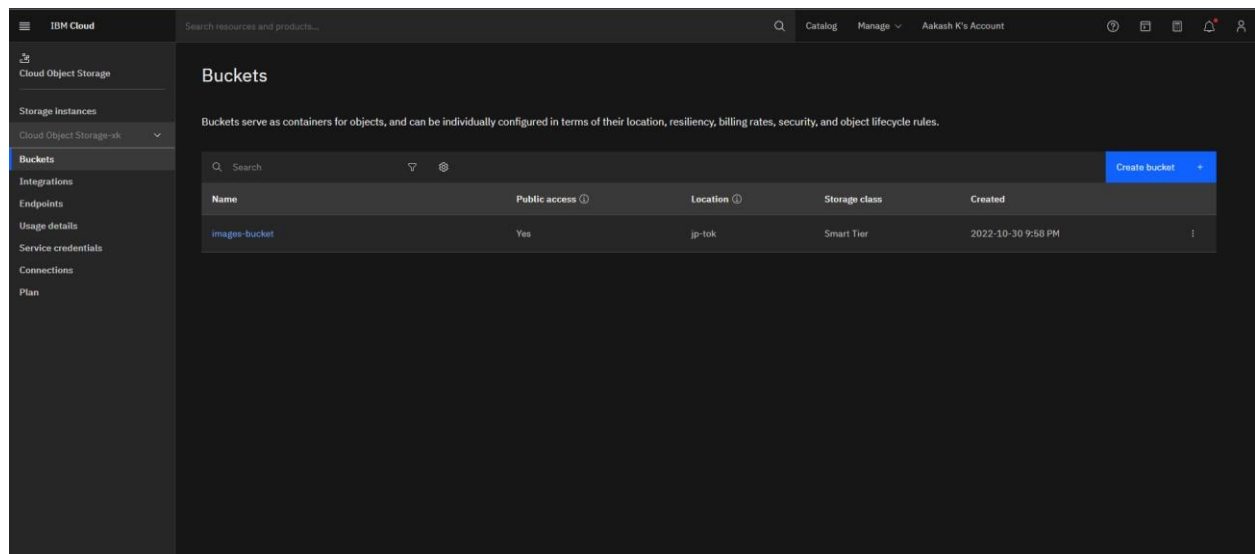 IBM Cloud
Search resources and products...
Catalog
Manage
Aakash K's Account
Cloud Object Storage
Storage instances
Cloud Object Storage-xk
Buckets
Integrations
Endpoints
Usage details
Service credentials
Connections
Plan
Buckets
Buckets serve as containers for objects, and can be individually configured in terms of their location, resiliency, billing rates, security, and object lifecycle rules.
Search
Create bucket +
Name Public access Location Storage class Created
images-bucket Yes jp-tok Smart Tier 2022-10-30 9:58 PM